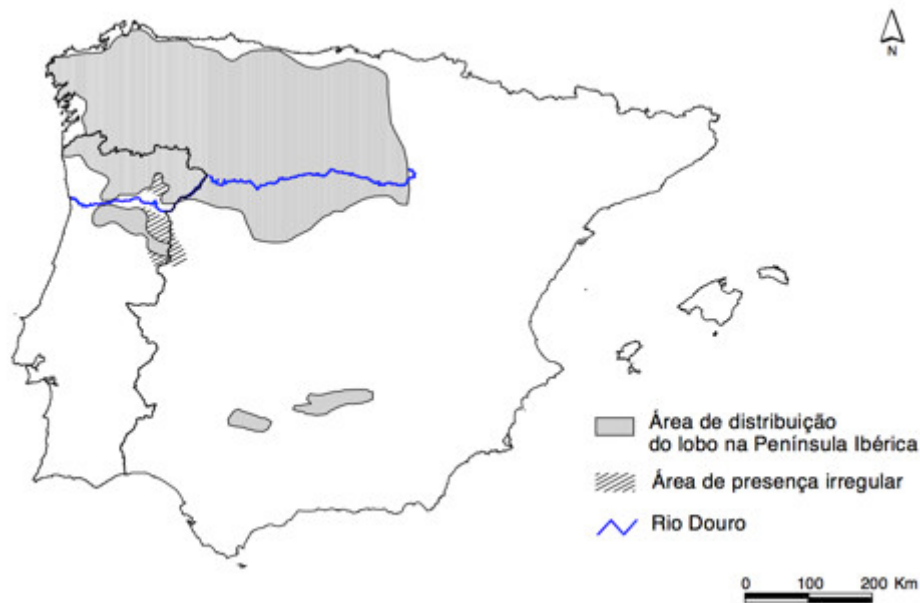 N
Área de distribuição
do lobo na Península Ibérica
Área de presença irregular
Rio Douro
0 100 200 Km